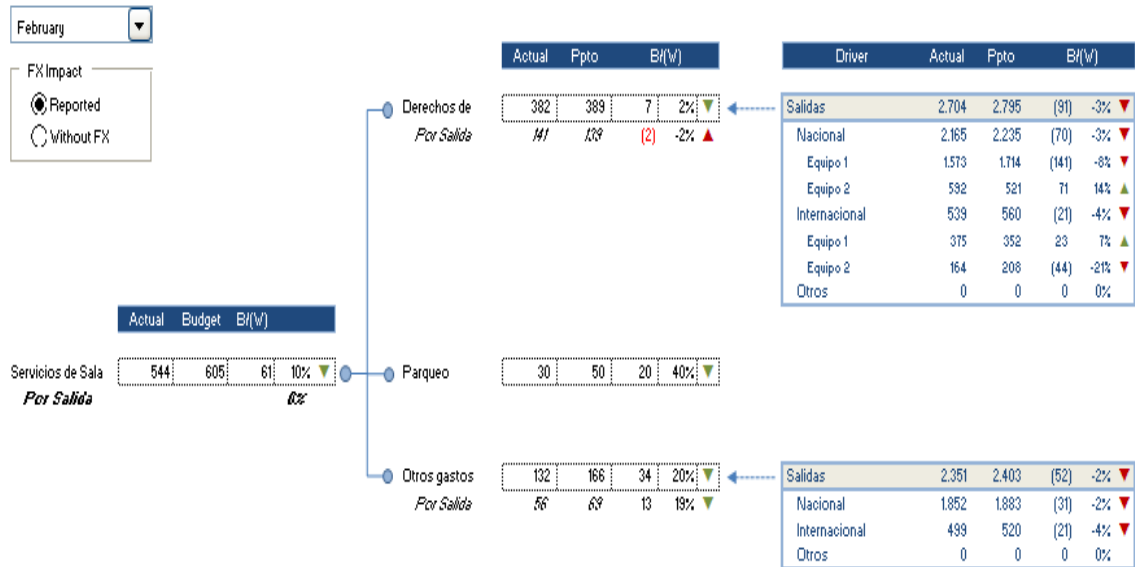 February
FX Impact
Reported
Without FX
Actual Ppto B/(W)
Derechos de 382 389 7 2%
Por Salida 141 139 (2) -2%
Driver Actual Ppto B/(W)
Salidas 2.704 2.795 (91) -3%
Nacional 2.165 2.235 (70) -3%
Equipo 1 1.573 1.714 (141) -8%
Equipo 2 592 521 71 14%
Internacional 539 560 (21) -4%
Equipo 1 375 352 23 7%
Equipo 2 164 208 (44) -21%
Otros 0 0 0 0%
Actual Budget B/(W)
Servicios de Sala 544 605 61 10%
Por Salida
Parqueo 30 50 20 40%
Otros gastos 132 166 34 20%
Por Salida 56 69 13 19%
Salidas 2.351 2.403 (52) -2%
Nacional 1.852 1.883 (31) -2%
Internacional 499 520 (21) -4%
Otros 0 0 0 0%